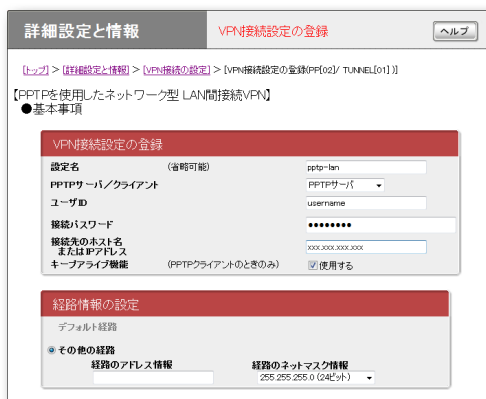 詳細設定と情報
VPN接続設定の登録
ヘルプ
[トップ] > [詳細設定と情報] > [VPN接続の設定] > [VPN接続設定の登録(PP[02]/ TUNNEL[01] )]
【PPTPを使用したネットワーク型 LAN間接続VPN】
●基本事項
VPN接続設定の登録
設定名 (省略可能) pptp-lan
PPTPサーバ/クライアント PPTPサーバ
ユーザID username
接続パスワード ●●●●●●●●
接続先のホスト名
またはIPアドレス xxx.xxx.xxx.xxx
キープアライブ機能 (PPTPクライアントのときのみ) 使用する
経路情報の設定
デフォルト経路
その他の経路
経路のアドレス情報 経路のネットマスク情報
255.255.255.0 (24ビット)